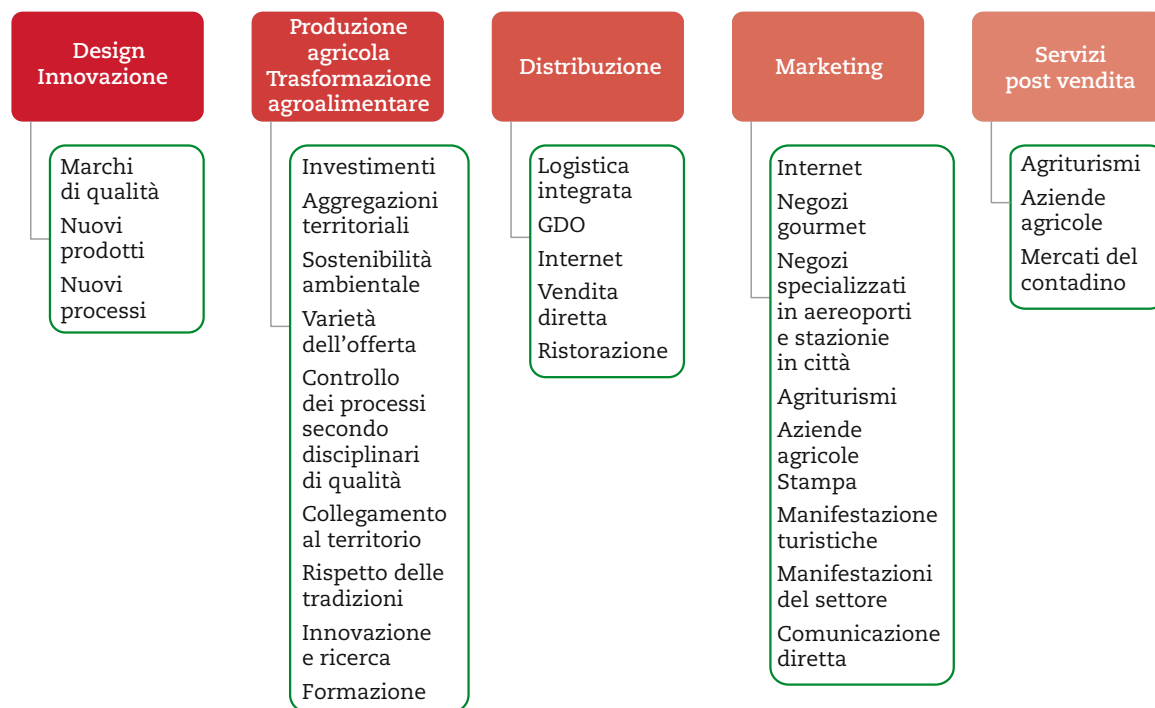 Design
Innovazione
Produzione
agricola
Trasformazione
agroalimentare
Distribuzione
Marketing
Servizi
post vendita
Marchi
di qualità
Nuovi
prodotti
Nuovi
processi
Investimenti
Aggregazioni
territoriali
Sostenibilità
ambientale
Varietà
dell’offerta
Controllo
dei processi
secondo
disciplinari
di qualità
Collegamento
al territorio
Rispetto delle
tradizioni
Innovazione
e ricerca
Formazione
Logistica
integrata
GDO
Internet
Vendita
diretta
Ristorazione
Internet
Negozi
gourmet
Negozi
specializzati
in aereoporti
e stazionie
in città
Agriturismi
Aziende
agricole
Stampa
Manifestazione
turistiche
Manifestazioni
del settore
Comunicazione
diretta
Agriturismi
Aziende
agricole
Mercati del
contadino